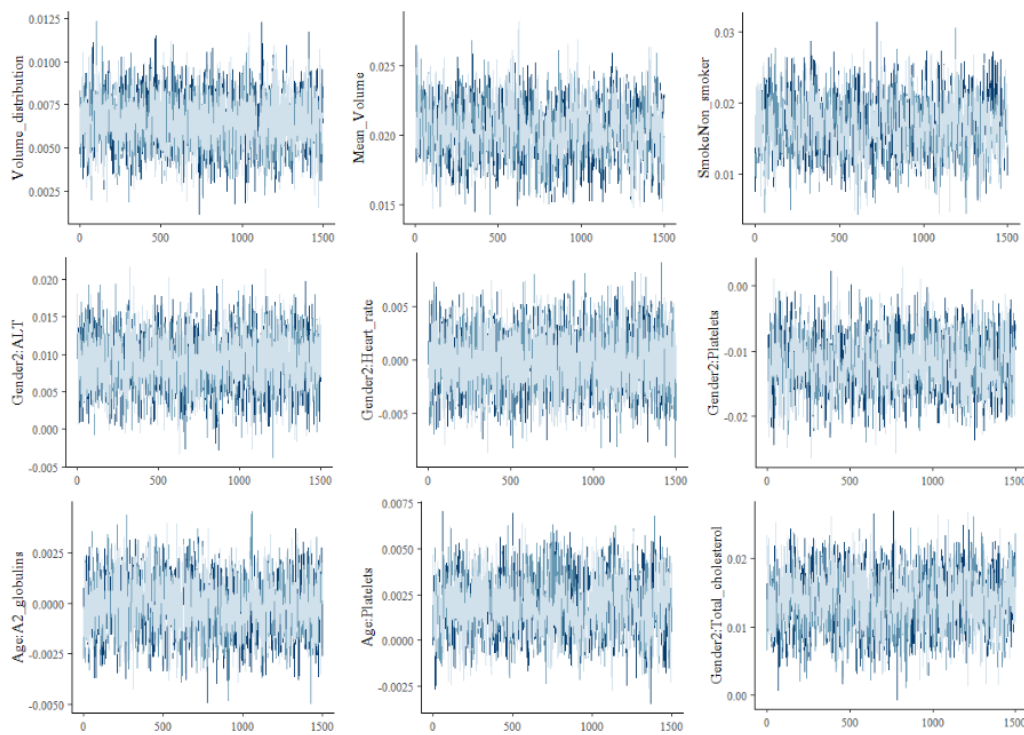 Volume_distribution
0.0125
0.0100
0.0075
0.0050
0.0025
0 500 1000 1500
Mean_Volume
0.025
0.020
0.015
0 500 1000 1500
SmokeNon_smoker
0.03
0.02
0.01
0 500 1000 1500
Gender2:ALT
0.020
0.015
0.010
0.005
0.000
-0.005
0 500 1000 1500
Gender2:Heart_rate
0.005
0.000
-0.005
0 500 1000 1500
Gender2:Platelets
0.00
-0.01
-0.02
0 500 1000 1500
Age:A2_globulins
0.0025
0.0000
-0.0025
-0.0050
0 500 1000 1500
Age:Platelets
0.0075
0.0050
0.0025
0.0000
-0.0025
0 500 1000 1500
Gender2:Total_cholesterol
0.02
0.01
0.00
0 500 1000 1500